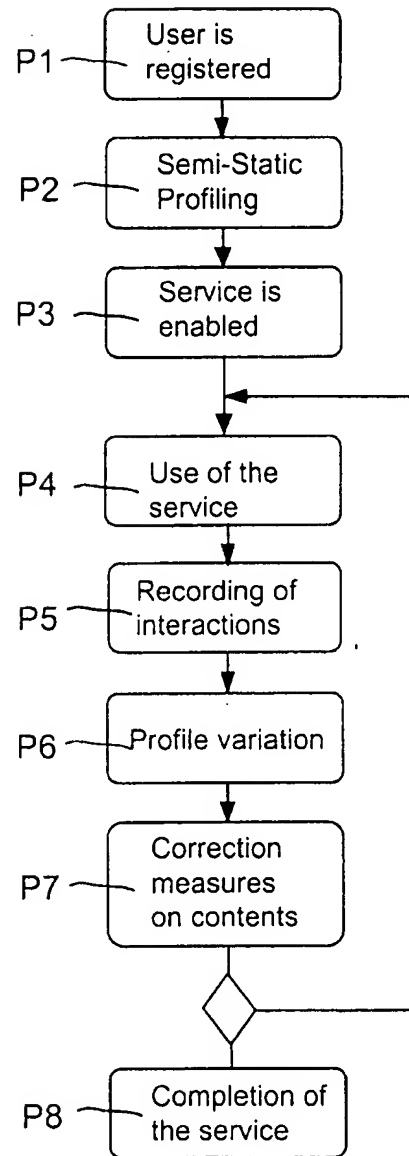 P1
User is
registered
P2
Semi-Static
Profiling
P3
Service is
enabled
P4
Use of the
service
P5
Recording of
interactions
P6
Profile variation
P7
Correction
measures
on contents
P8
Completion of
the service